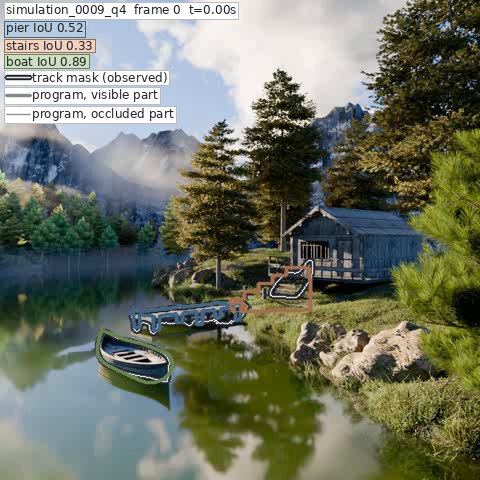 simulation_0009_q4  frame 0  t=0.00s
pier IoU 0.52
stairs IoU 0.33
boat IoU 0.89
track mask (observed)
program, visible part
program, occluded part